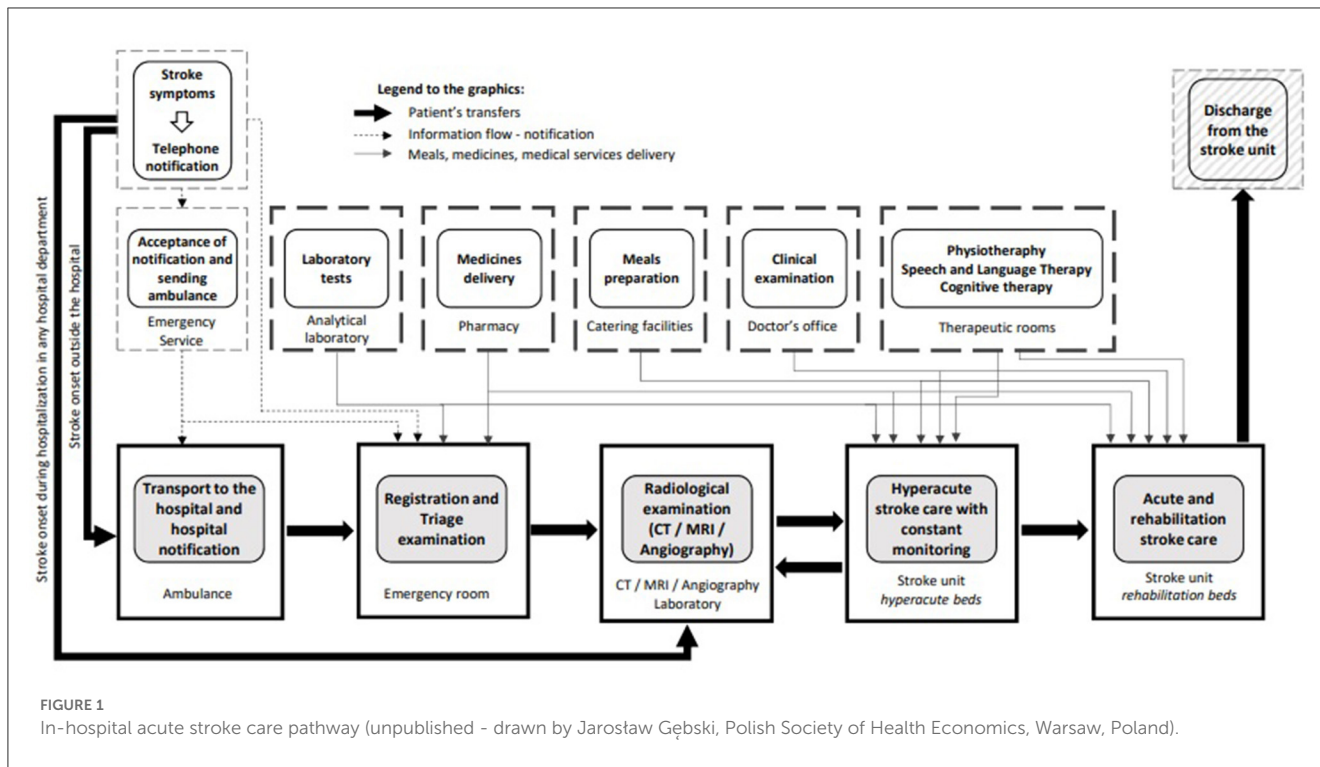 Stroke
symptoms
Telephone
notification
Legend to the graphics:
Patient's transfers
Information flow - notification
Meals, medicines, medical services delivery
Discharge
from the
stroke unit
Stroke onset during hospitalization in any hospital department
Stroke onset outside the hospital
Acceptance of
notification and
sending
ambulance
Emergency
Service
Laboratory
tests
Analytical
laboratory
Medicines
delivery
Pharmacy
Meals
preparation
Catering facilities
Clinical
examination
Doctor's office
Physiotheraphy
Speech and Language Therapy
Cognitive therapy
Therapeutic rooms
Transport to the
hospital and
hospital
notification
Ambulance
Registration and
Triage
examination
Emergency room
Radiological
examination
(CT / MRI /
Angiography)
CT / MRI / Angiography
Laboratory
Hyperacute
stroke care with
constant
monitoring
Stroke unit
hyperacute beds
Acute and
rehabilitation
stroke care
Stroke unit
rehabilitation beds
FIGURE 1
In-hospital acute stroke care pathway (unpublished - drawn by Jarosław Gębski, Polish Society of Health Economics, Warsaw, Poland).